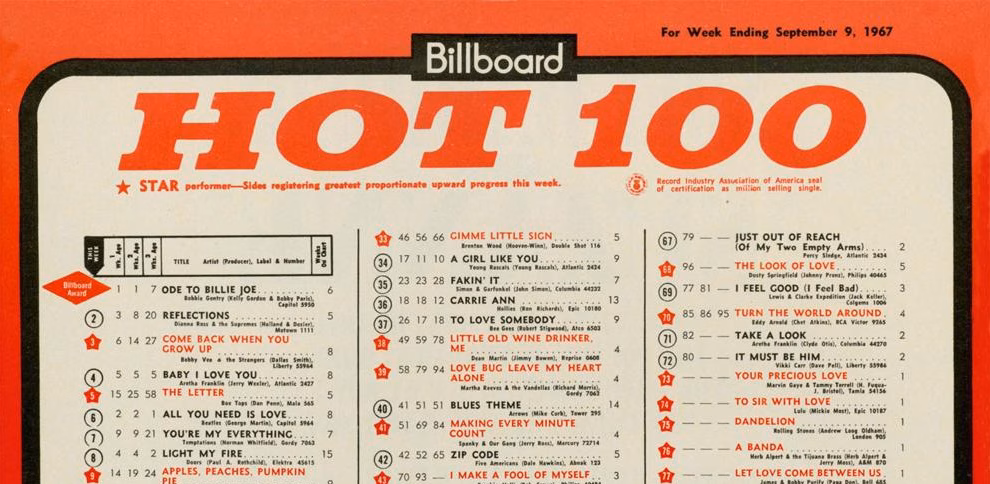 For Week Ending September 9, 1967
Billboard
HOT 100
★ STAR performer—Sides registering greatest proportionate upward progress this week.
Record Industry Association of America seal
of certification as million selling single.
THIS WEEK
1 Wk. Ago
2 Wks. Ago
3 Wks. Ago
TITLE Artist (Producer), Label & Number
Weeks On Chart
Billboard
Award
1 1 7 ODE TO BILLIE JOE 6
Bobbie Gentry (Kelly Gordon & Bobby Paris),
Capitol 5950
2 3 8 20 REFLECTIONS 5
Diana Ross & the Supremes (Holland & Dozier),
Motown 1111
3 6 14 27 COME BACK WHEN YOU
GROW UP 8
Bobby Vee & the Strangers (Dallas Smith),
Liberty 55964
4 5 5 5 BABY I LOVE YOU 8
Aretha Franklin (Jerry Wexler), Atlantic 2427
5 15 25 58 THE LETTER 5
Box Tops (Dan Penn), Mala 565
6 2 2 1 ALL YOU NEED IS LOVE 8
Beatles (George Martin), Capitol 5964
7 9 9 21 YOU'RE MY EVERYTHING 7
Temptations (Norman Whitfield), Gordy 7063
8 4 4 2 LIGHT MY FIRE 15
Doors (Paul A. Rothchild), Elektra 45615
9 14 19 24 APPLES, PEACHES, PUMPKIN
PIE 9
33 46 56 66 GIMME LITTLE SIGN 5
Brenton Wood (Hooven-Winn), Double Shot 116
34 17 11 10 A GIRL LIKE YOU 9
Young Rascals (Young Rascals), Atlantic 2424
35 23 23 28 FAKIN' IT 7
Simon & Garfunkel (John Simon), Columbia 44232
36 18 18 12 CARRIE ANN 13
Hollies (Ron Richards), Epic 10180
37 26 17 18 TO LOVE SOMEBODY 9
Bee Gees (Robert Stigwood), Atco 6503
38 49 59 78 LITTLE OLD WINE DRINKER,
ME 4
Dean Martin (Jimmy Bowen), Reprise 0608
39 58 79 94 LOVE BUG LEAVE MY HEART
ALONE 4
Martha Reeves & the Vandellas (Richard Morris),
Gordy 7062
40 41 51 51 BLUES THEME 14
Arrows (Mike Curb), Tower 295
41 51 69 84 MAKING EVERY MINUTE
COUNT 4
Spanky & Our Gang (Jerry Ross), Mercury 72714
42 42 52 65 ZIP CODE 5
Five Americans (Dale Hawkins), Abnak 123
43 70 93 — I MAKE A FOOL OF MYSELF 3
67 79 — — JUST OUT OF REACH
(Of My Two Empty Arms) 2
Percy Sledge, Atlantic 2434
68 96 — — THE LOOK OF LOVE 5
Dusty Springfield (Johnny Franz), Philips 40465
69 77 81 — I FEEL GOOD (I Feel Bad) 3
Lewis & Clarke Expedition (Jack Keller),
Colgems 1006
70 85 86 95 TURN THE WORLD AROUND 4
Eddy Arnold (Chet Atkins), RCA Victor 9265
71 82 — — TAKE A LOOK 2
Aretha Franklin (Clyde Otis), Columbia 44270
72 80 — — IT MUST BE HIM 2
Vikki Carr (Dave Pell), Liberty 55986
73 — — — YOUR PRECIOUS LOVE 1
Marvin Gaye & Tammy Terrell (H. Fuqua-
J. Bristol), Tamla 54156
74 — — — TO SIR WITH LOVE 1
Lulu (Mickie Most), Epic 10187
75 — — — DANDELION 1
Rolling Stones (Andrew Loog Oldham),
London 905
76 — — — A BANDA 1
Herb Alpert & the Tijuana Brass (Herb Alpert &
Jerry Moss), A&M 870
77 — — — LET LOVE COME BETWEEN US 1
James & Bobby Purify (Papa Don), Bell 685